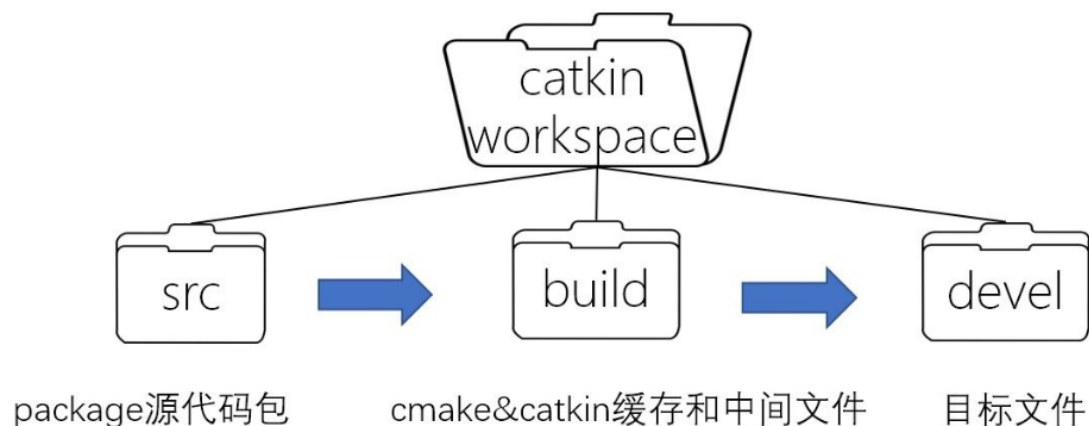 catkin
workspace
src
build
devel
package源代码包
cmake&catkin缓存和中间文件
目标文件